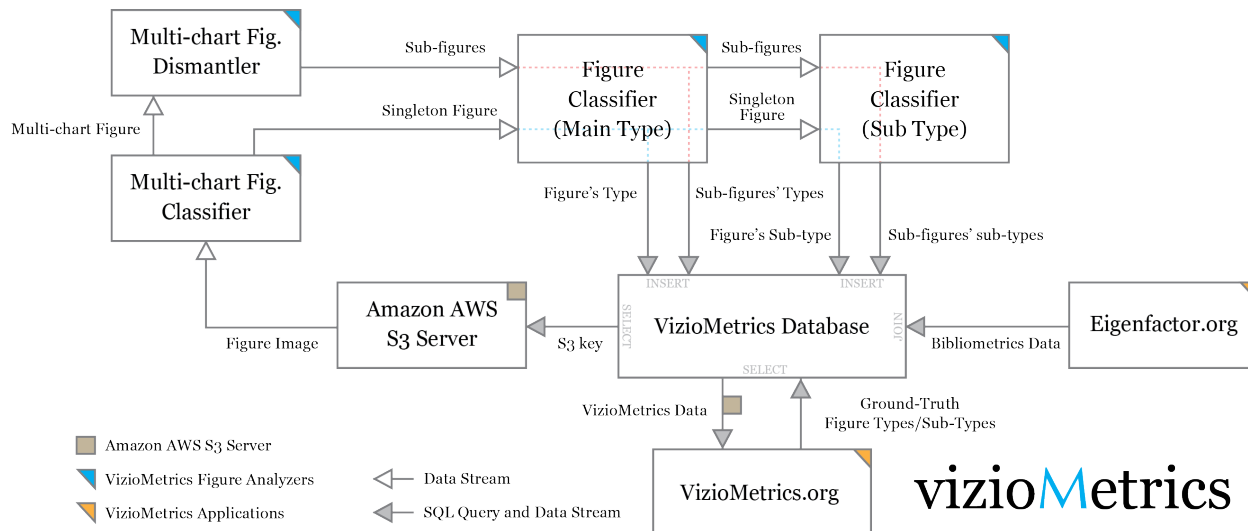 Multi-chart Fig.
Dismantler
Sub-figures
Figure
Classifier
(Main Type)
Sub-figures
Figure
Classifier
(Sub Type)
Singleton Figure
Singleton
Figure
Multi-chart Figure
Multi-chart Fig.
Classifier
Figure's Type
Sub-figures' Types
Figure's Sub-type
Sub-figures' sub-types
INSERT
INSERT
Amazon AWS
S3 Server
SELECT
VizioMetrics Database
JOIN
Eigenfactor.org
Figure Image
S3 key
Bibliometrics Data
SELECT
VizioMetrics Data
Ground-Truth
Figure Types/Sub-Types
Amazon AWS S3 Server
VizioMetrics Figure Analyzers
Data Stream
VizioMetrics Applications
SQL Query and Data Stream
VizioMetrics.org
vizioMetrics